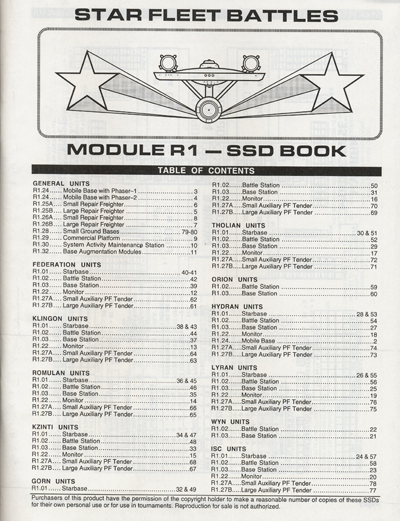 STAR FLEET BATTLES
MODULE R1 — SSD BOOK
TABLE OF CONTENTS
GENERAL UNITS
R1.24...... Mobile Base with Phaser–1 ........ 3
R1.24...... Mobile Base with Phaser–2 ........ 4
R1.25A.... Small Repair Freighter ........ 6
R1.25B.... Large Repair Freighter ........ 5
R1.26A.... Small Repair Freighter ........ 8
R1.26B.... Large Repair Freighter ........ 7
R1.28...... Small Ground Bases ........ 79-80
R1.29...... Commercial Platform ........ 9
R1.30...... System Activity Maintenance Station ........ 10
R1.32...... Base Augmentation Modules ........ 11
FEDERATION UNITS
R1.01...... Starbase ........ 40-41
R1.02...... Battle Station ........ 42
R1.03...... Base Station ........ 39
R1.22...... Monitor ........ 12
R1.27A.... Small Auxiliary PF Tender ........ 62
R1.27B.... Large Auxiliary PF Tender ........ 61
KLINGON UNITS
R1.01...... Starbase ........ 38 & 43
R1.02...... Battle Station ........ 44
R1.03...... Base Station ........ 37
R1.22...... Monitor ........ 13
R1.27A.... Small Auxiliary PF Tender ........ 64
R1.27B.... Large Auxiliary PF Tender ........ 63
ROMULAN UNITS
R1.01...... Starbase ........ 36 & 45
R1.02...... Battle Station ........ 46
R1.03...... Base Station ........ 35
R1.22...... Monitor ........ 14
R1.27A.... Small Auxiliary PF Tender ........ 66
R1.27B.... Large Auxiliary PF Tender ........ 65
KZINTI UNITS
R1.01...... Starbase ........ 34 & 47
R1.02...... Battle Station ........ 48
R1.03...... Base Station ........ 33
R1.22...... Monitor ........ 15
R1.27A.... Small Auxiliary PF Tender ........ 68
R1.27B.... Large Auxiliary PF Tender ........ 67
GORN UNITS
R1.01...... Starbase ........ 32 & 49
R1.02...... Battle Station ........ 50
R1.03...... Base Station ........ 31
R1.22...... Monitor ........ 16
R1.27A.... Small Auxiliary PF Tender ........ 70
R1.27B.... Large Auxiliary PF Tender ........ 69
THOLIAN UNITS
R1.01...... Starbase ........ 30 & 51
R1.02...... Battle Station ........ 52
R1.03...... Base Station ........ 29
R1.22...... Monitor ........ 17
R1.27A.... Small Auxiliary PF Tender ........ 72
R1.27B.... Large Auxiliary PF Tender ........ 71
ORION UNITS
R1.02...... Battle Station ........ 59
R1.03...... Base Station ........ 60
HYDRAN UNITS
R1.01...... Starbase ........ 28 & 53
R1.02...... Battle Station ........ 54
R1.03...... Base Station ........ 27
R1.22...... Monitor ........ 18
R1.24...... Mobile Base ........ 2
R1.27A.... Small Auxiliary PF Tender ........ 74
R1.27B.... Large Auxiliary PF Tender ........ 73
LYRAN UNITS
R1.01...... Starbase ........ 26 & 55
R1.02...... Battle Station ........ 56
R1.03...... Base Station ........ 25
R1.22...... Monitor ........ 19
R1.27A.... Small Auxiliary PF Tender ........ 76
R1.27B.... Large Auxiliary PF Tender ........ 75
WYN UNITS
R1.02...... Battle Station ........ 22
R1.03...... Base Station ........ 21
ISC UNITS
R1.01...... Starbase ........ 24 & 57
R1.02...... Battle Station ........ 58
R1.03...... Base Station ........ 23
R1.22...... Monitor ........ 20
R1.27A.... Small Auxiliary PF Tender ........ 78
R1.27B.... Large Auxiliary PF Tender ........ 77
Purchasers of this product have the permission of the copyright holder to make a reasonable number of copies of these SSDs
for their own personal use or for use in tournaments. Reproduction for sale is not authorized.